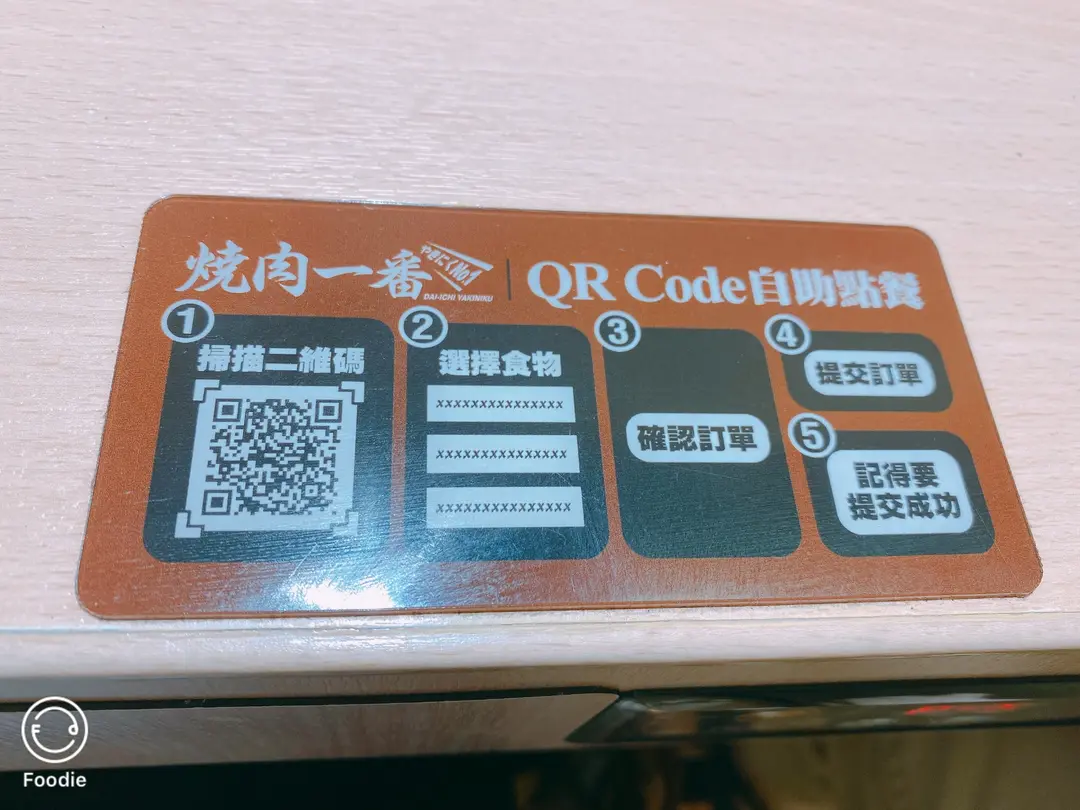 燒肉一番
やきにくNo.1
DAI-ICHI YAKINIKU
QR Code自助點餐
1
掃描二維碼
2
選擇食物
xxxxxxxxxxxxxxx
xxxxxxxxxxxxxxx
xxxxxxxxxxxxxxx
3
確認訂單
4
提交訂單
5
記得要
提交成功
Foodie